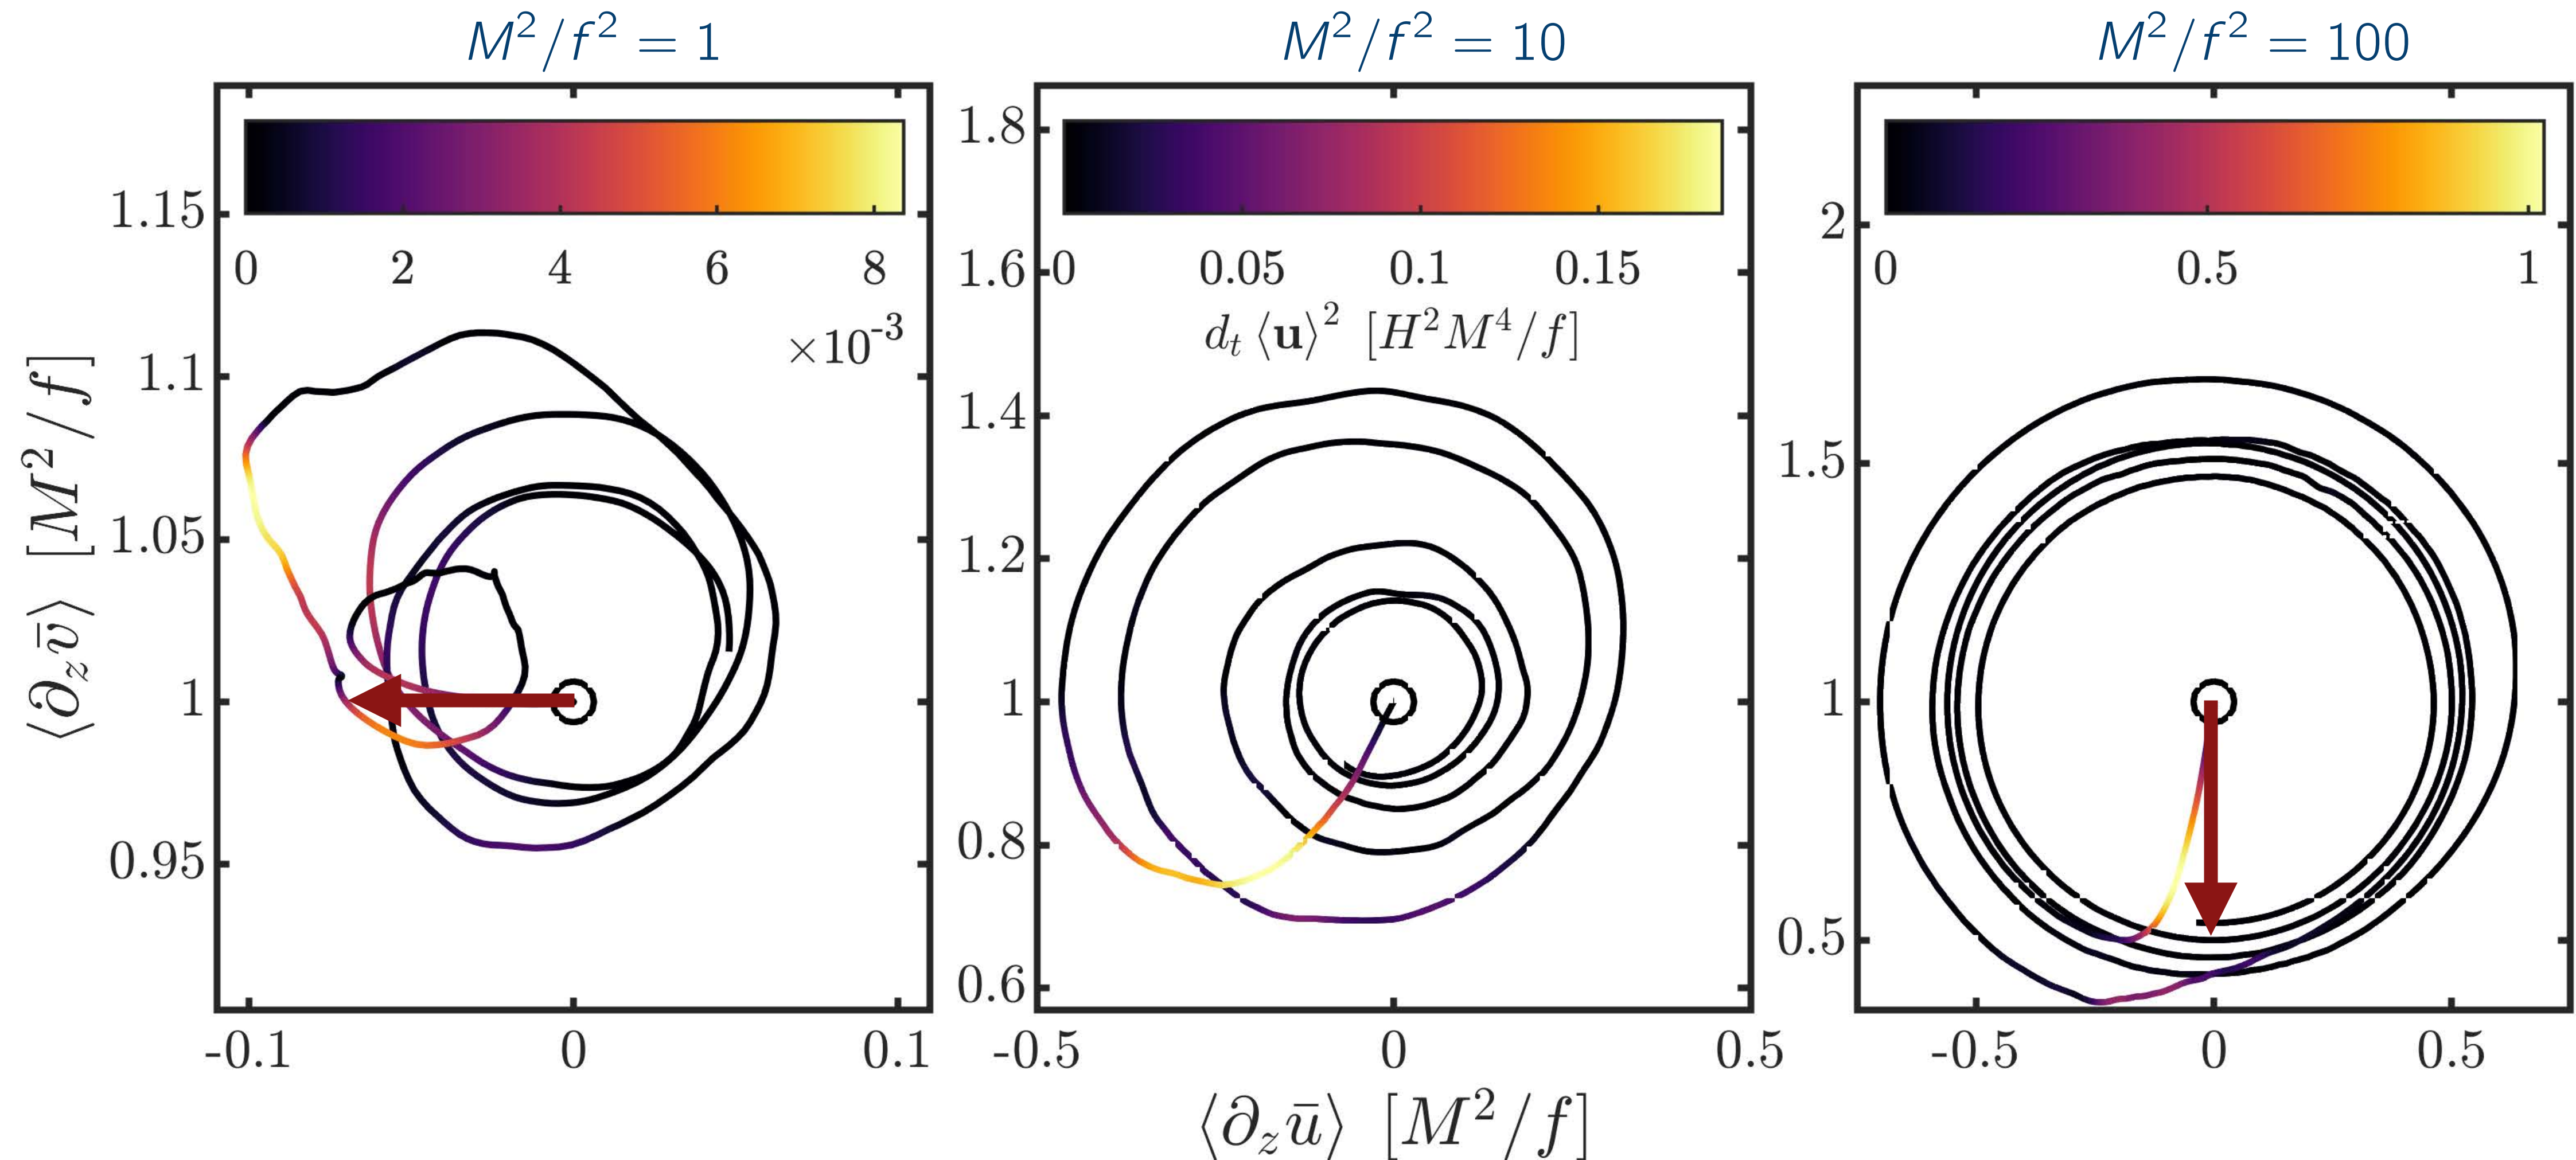 M²/f² = 1
M²/f² = 10
M²/f² = 100
⟨∂_z v̄⟩ [M²/f]
0 2 4 6 8
×10⁻³
1.15
1.1
1.05
1
0.95
-0.1 0 0.1
0 0.05 0.1 0.15
d_t ⟨𝐮⟩² [H²M⁴/f]
1.8
1.6
1.4
1.2
1
0.8
0.6
-0.5 0 0.5
0 0.5 1
2
1.5
1
0.5
-0.5 0 0.5
⟨∂_z ū⟩ [M²/f]